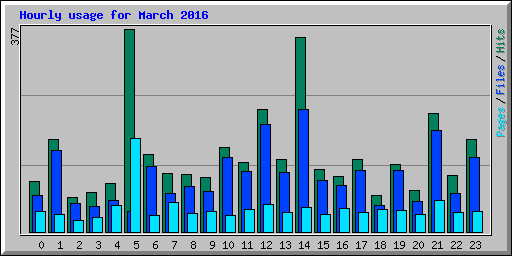 Hourly usage for March 2016
377
Pages/Files/Hits
0 1 2 3 4 5 6 7 8 9 10 11 12 13 14 15 16 17 18 19 20 21 22 23